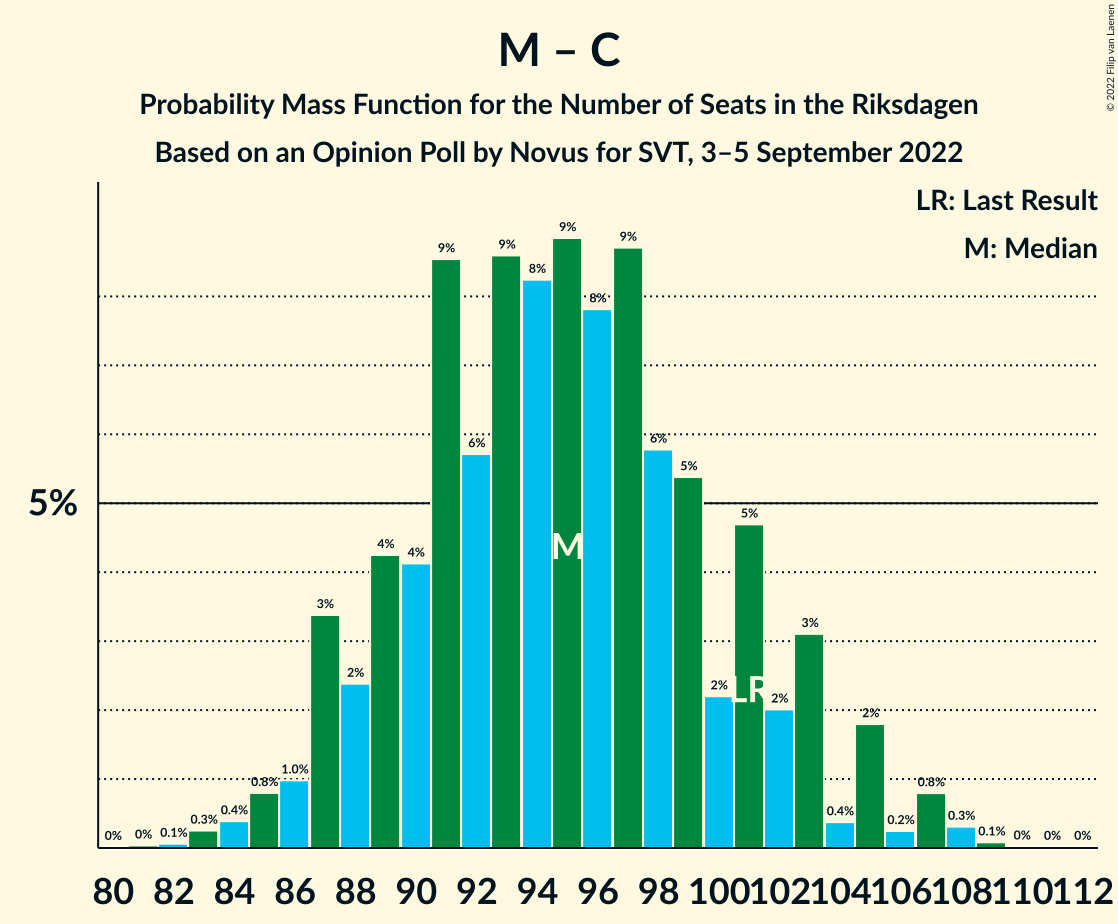 © 2022 Filip van Laenen
M – C
Probability Mass Function for the Number of Seats in the Riksdagen
Based on an Opinion Poll by Novus for SVT, 3–5 September 2022
LR: Last Result
M: Median
5%
0% 0% 0.1% 0.3% 0.4% 0.8% 1.0% 3% 2% 4% 4% 9% 6% 9% 8% 9% 8% 9% 6% 5% 2% 5% 2% 3% 0.4% 2% 0.2% 0.8% 0.3% 0.1% 0% 0% 0%
M
LR
80 82 84 86 88 90 92 94 96 98 100 102 104 106 108 110 112